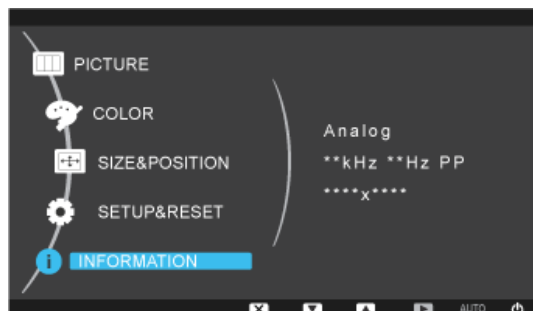 PICTURE
COLOR
SIZE&POSITION
SETUP&RESET
INFORMATION
Analog
**kHz **Hz PP
****x****
AUTO